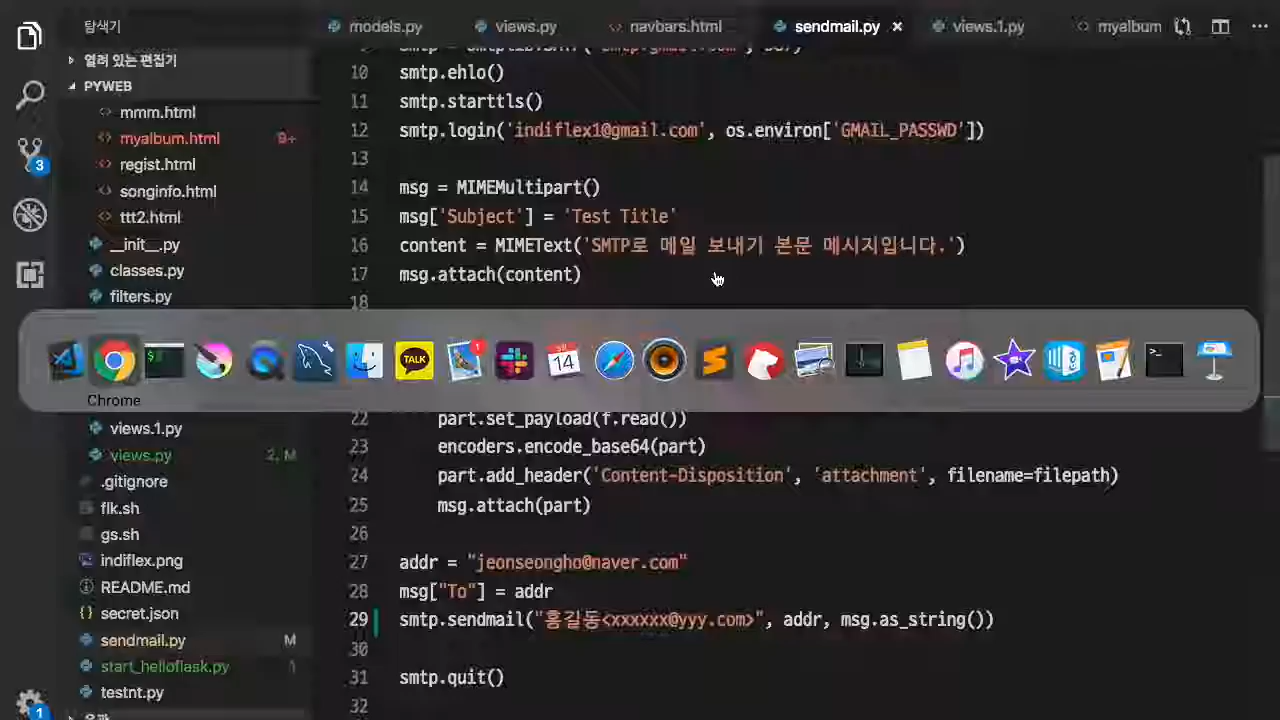 탐색기
models.py
views.py
navbars.html
sendmail.py
views.1.py
myalbum
열려 있는 편집기
PYWEB
mmm.html
myalbum.html 9+
regist.html
songinfo.html
ttt2.html
__init__.py
classes.py
filters.py
10 smtp.ehlo()
11 smtp.starttls()
12 smtp.login('indiflex1@gmail.com', os.environ['GMAIL_PASSWD'])
13
14 msg = MIMEMultipart()
15 msg['Subject'] = 'Test Title'
16 content = MIMEText('SMTP로 메일 보내기 본문 메시지입니다.')
17 msg.attach(content)
18
3
TALK
1
14
Chrome
views.1.py
views.py 2, M
.gitignore
flk.sh
gs.sh
indiflex.png
README.md
secret.json
sendmail.py M
start_helloflask.py 1
testnt.py
22 part.set_payload(f.read())
23 encoders.encode_base64(part)
24 part.add_header('Content-Disposition', 'attachment', filename=filepath)
25 msg.attach(part)
26
27 addr = "jeonseongho@naver.com"
28 msg["To"] = addr
29 smtp.sendmail("홍길동<xxxxxx@yyy.com>", addr, msg.as_string())
30
31 smtp.quit()
32
1